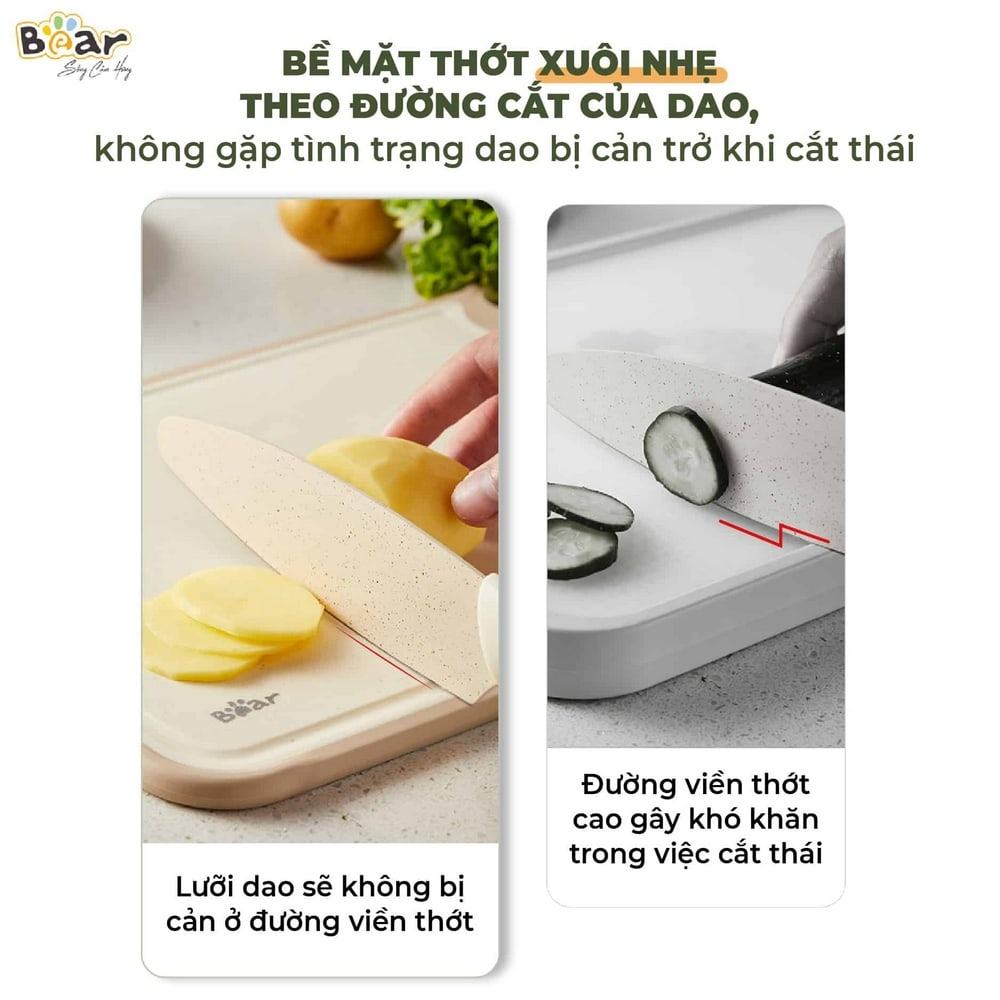 Bear
Sống Cảm Hứng
BỀ MẶT THỚT XUÔI NHẸ
THEO ĐƯỜNG CẮT CỦA DAO,
không gặp tình trạng dao bị cản trở khi cắt thái
Bear
Lưỡi dao sẽ không bị
cản ở đường viền thớt
Đường viền thớt
cao gây khó khăn
trong việc cắt thái